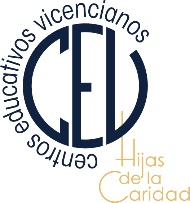 centros educativos vicencianos
CEV
Hijas
de la
Caridad